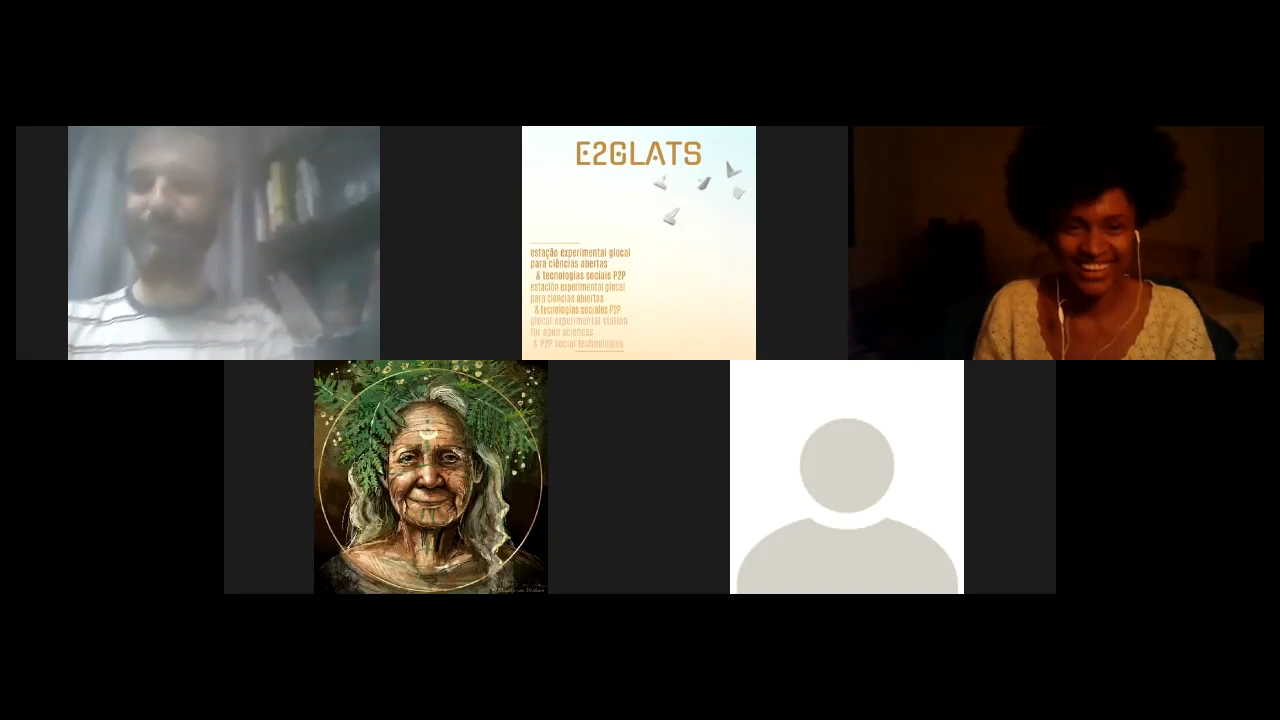 E2GLATS
estação experimental glocal
para ciências abertas
& tecnologias sociais P2P
estación experimental glocal
para ciencias abiertas
& tecnologías sociales P2P
glocal experimental station
for open sciences
& P2P social technologies